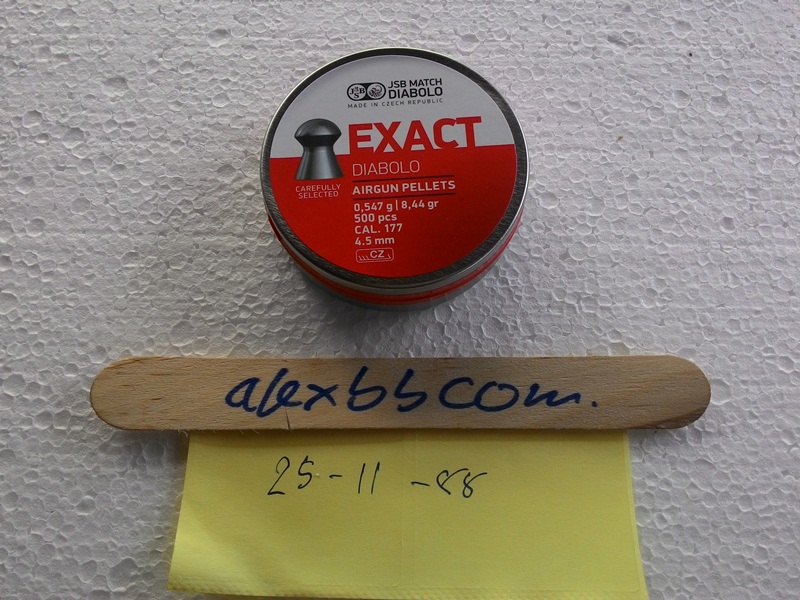 JSB
JSB MATCH
DIABOLO
MADE IN CZECH REPUBLIC
EXACT
DIABOLO
AIRGUN PELLETS
CAREFULLY
SELECTED
0,547 g | 8,44 gr
500 pcs
CAL. 177
4.5 mm
CZ
alexbbcom.
25-11-88